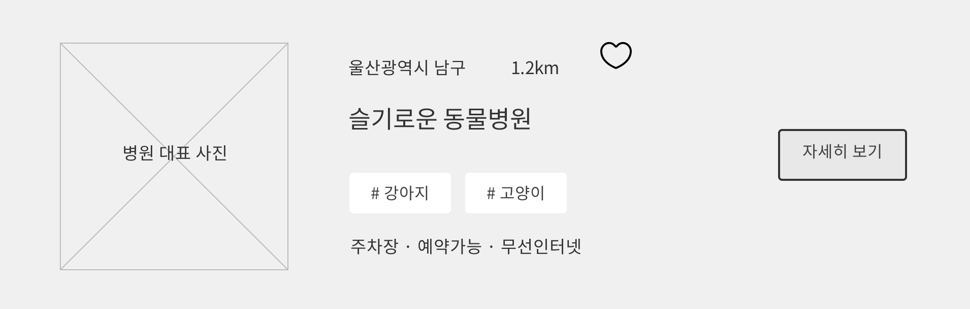 울산광역시 남구 1.2km
슬기로운 동물병원
병원 대표 사진
자세히 보기
# 강아지 # 고양이
주차장 · 예약가능 · 무선인터넷